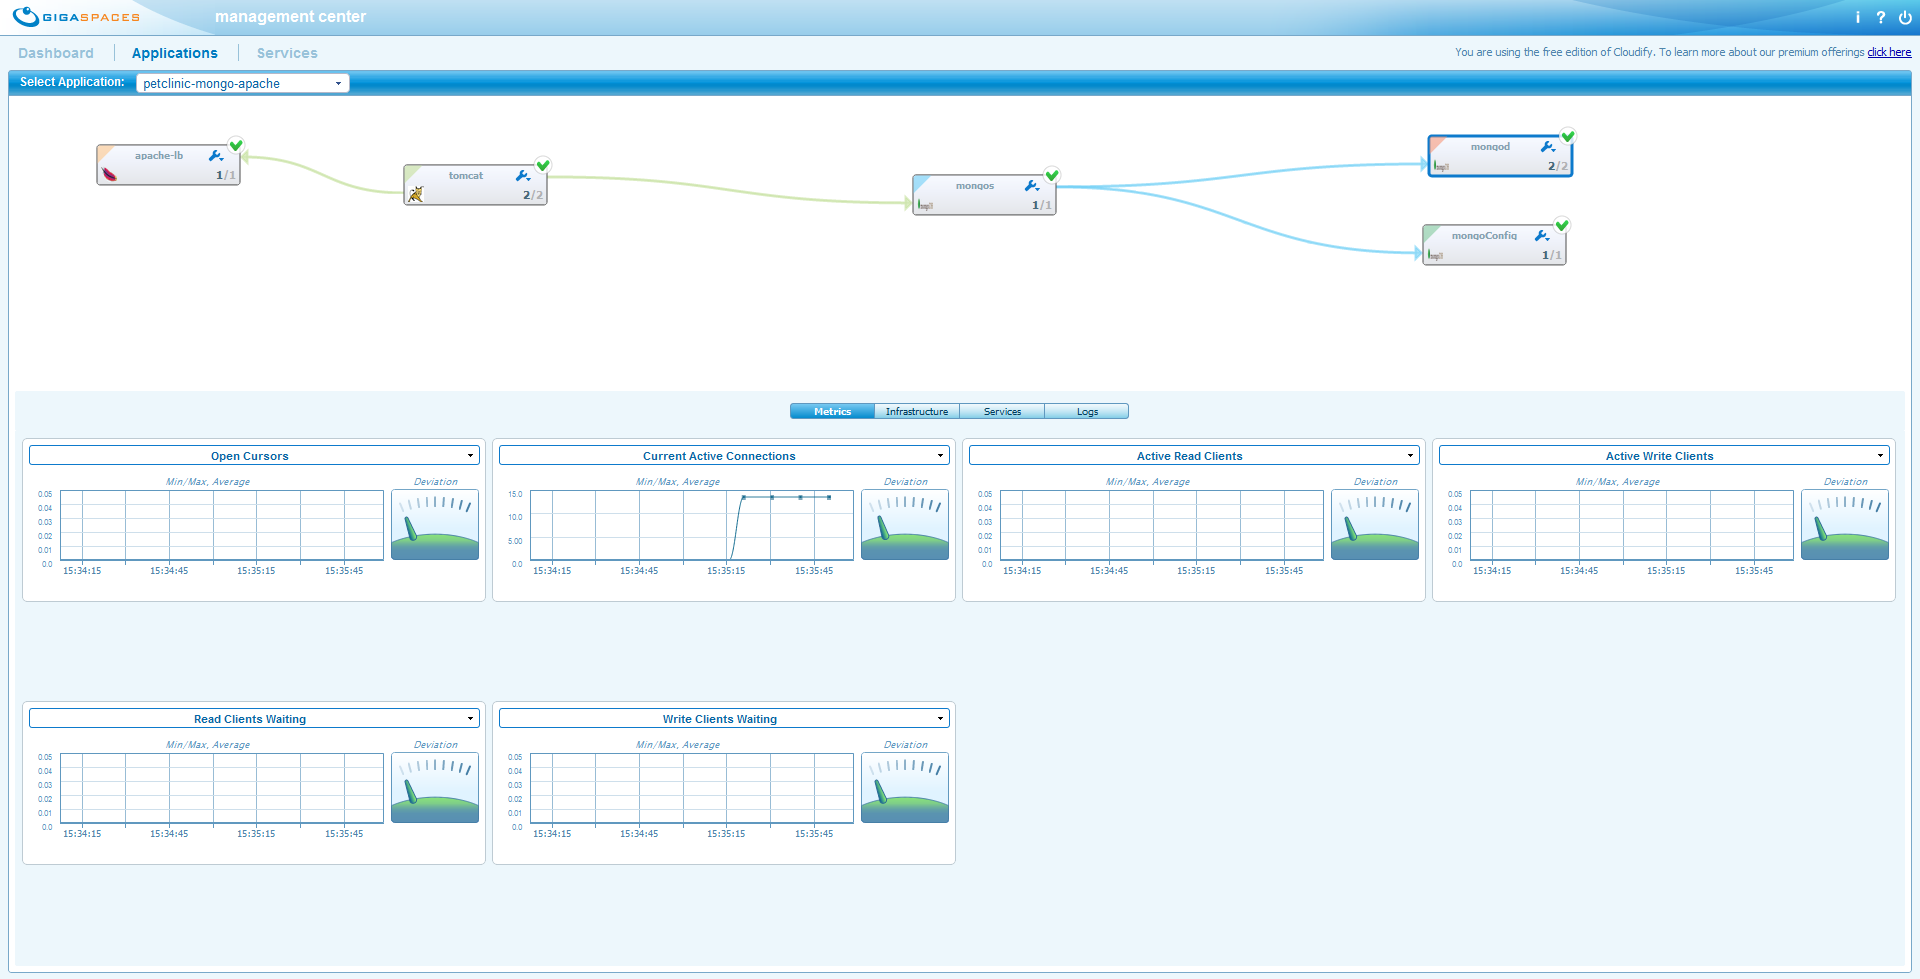 GIGASPACES
management center
i ?
Dashboard Applications Services
You are using the free edition of Cloudify. To learn more about our premium offerings click here
Select Application: petclinic-mongo-apache
apache-lb
1/1
tomcat
2/2
mongos
1/1
mongod
2/2
mongoConfig
1/1
Metrics Infrastructure Services Logs
Open Cursors
Min/Max, Average Deviation
0.05
0.04
0.03
0.02
0.01
0.0
15:34:15 15:34:45 15:35:15 15:35:45
Current Active Connections
Min/Max, Average Deviation
15.0
10.0
5.00
0.0
15:34:15 15:34:45 15:35:15 15:35:45
Active Read Clients
Min/Max, Average Deviation
0.05
0.04
0.03
0.02
0.01
0.0
15:34:15 15:34:45 15:35:15 15:35:45
Active Write Clients
Min/Max, Average Deviation
0.05
0.04
0.03
0.02
0.01
0.0
15:34:15 15:34:45 15:35:15 15:35:45
Read Clients Waiting
Min/Max, Average Deviation
0.05
0.04
0.03
0.02
0.01
0.0
15:34:15 15:34:45 15:35:15 15:35:45
Write Clients Waiting
Min/Max, Average Deviation
0.05
0.04
0.03
0.02
0.01
0.0
15:34:15 15:34:45 15:35:15 15:35:45